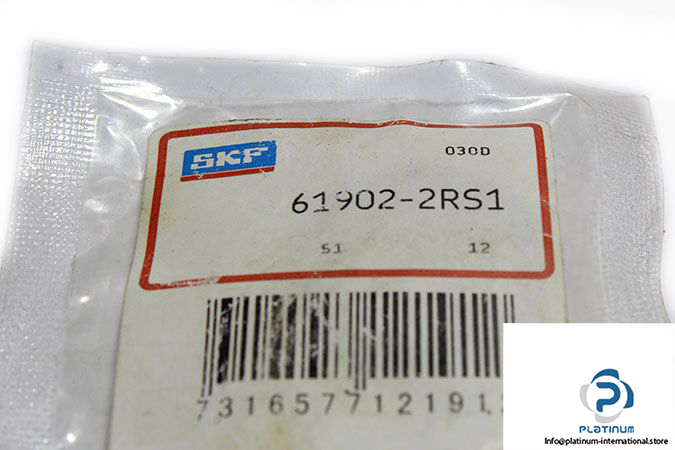 SKF
030D
61902-2RS1
51 12
731657712191
PLATINUM
info@platinum-international.store